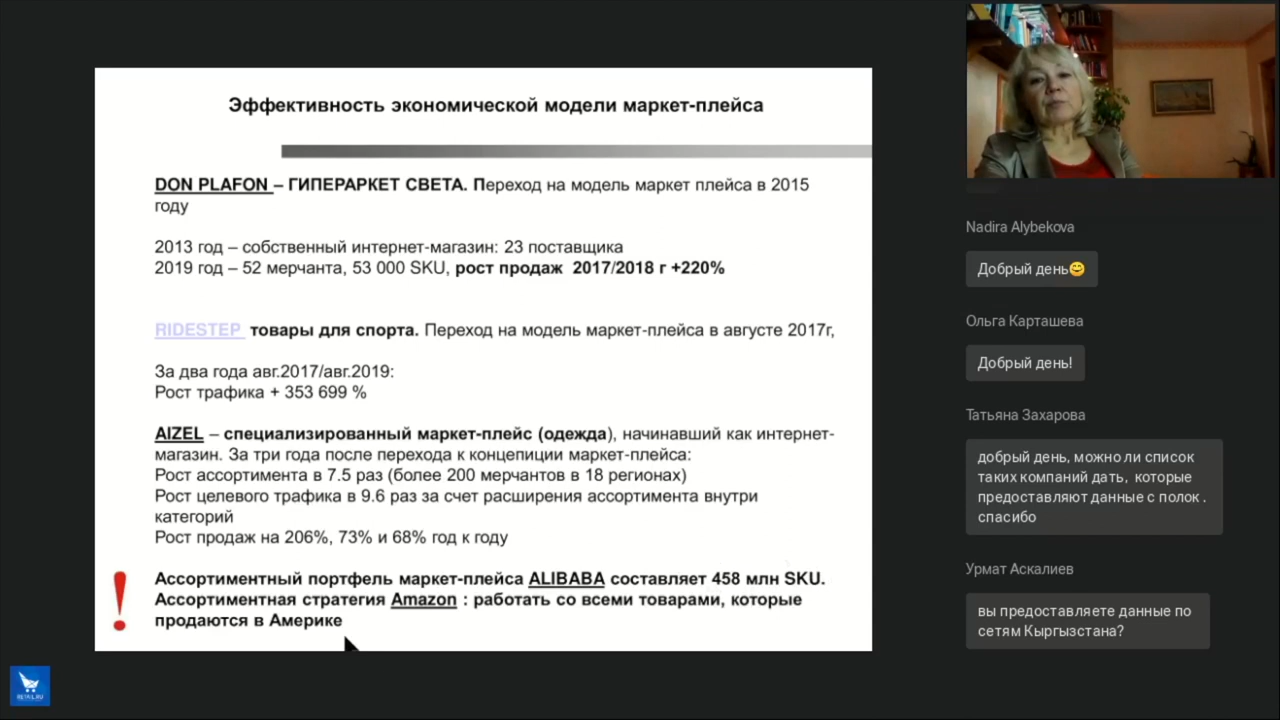 Эффективность экономической модели маркет-плейса
DON PLAFON – ГИПЕРАРКЕТ СВЕТА. Переход на модель маркет плейса в 2015
году
2013 год – собственный интернет-магазин: 23 поставщика
2019 год – 52 мерчанта, 53 000 SKU, рост продаж 2017/2018 г +220%
RIDESTEP товары для спорта. Переход на модель маркет-плейса в августе 2017г,
За два года авг.2017/авг.2019:
Рост трафика + 353 699 %
AIZEL – специализированный маркет-плейс (одежда), начинавший как интернет-
магазин. За три года после перехода к концепции маркет-плейса:
Рост ассортимента в 7.5 раз (более 200 мерчантов в 18 регионах)
Рост целевого трафика в 9.6 раз за счет расширения ассортимента внутри
категорий
Рост продаж на 206%, 73% и 68% год к году
! Ассортиментный портфель маркет-плейса ALIBABA составляет 458 млн SKU.
Ассортиментная стратегия Amazon : работать со всеми товарами, которые
продаются в Америке
RETAIL.RU
Nadira Alybekova
Добрый день😊
Ольга Карташева
Добрый день!
Татьяна Захарова
добрый день, можно ли список
таких компаний дать, которые
предоставляют данные с полок .
спасибо
Урмат Аскалиев
вы предоставляете данные по
сетям Кыргызстана?